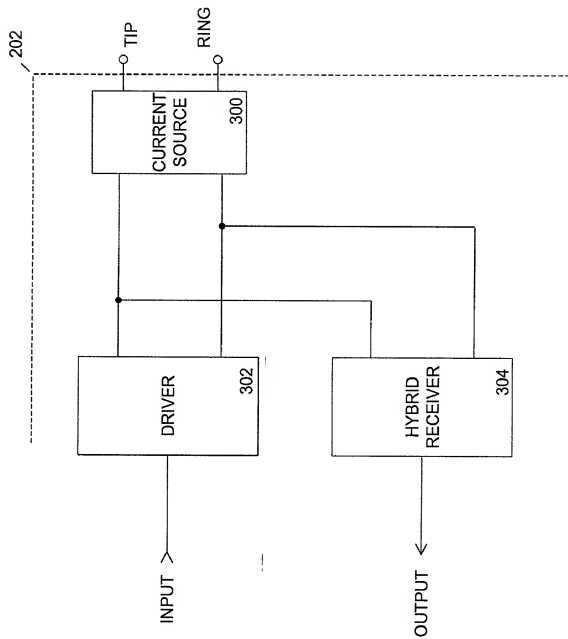 202
TIP
RING
CURRENT
SOURCE
300
DRIVER
302
HYBRID
RECEIVER
304
INPUT
OUTPUT